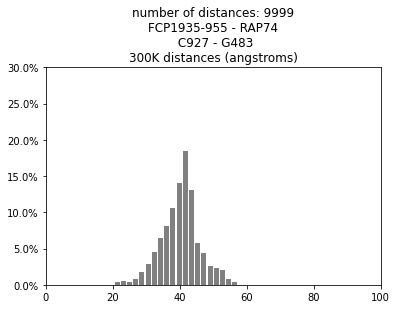 number of distances: 9999
FCP1935-955 - RAP74
C927 - G483
300K distances (angstroms)
30.0%
25.0%
20.0%
15.0%
10.0%
5.0%
0.0%
0 20 40 60 80 100